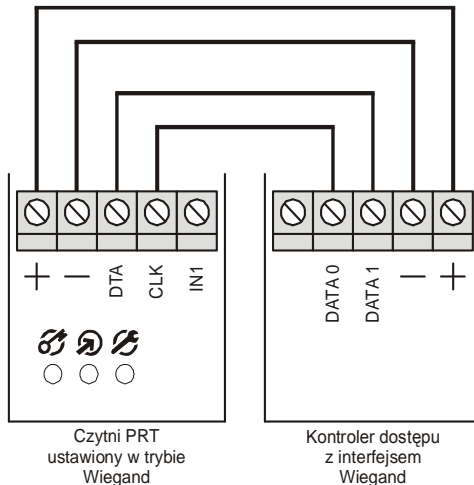 + — DTA CLK IN1
DATA 0 DATA 1 — +
Czytni PRT
ustawiony w trybie
Wiegand
Kontroler dostępu
z interfejsem
Wiegand